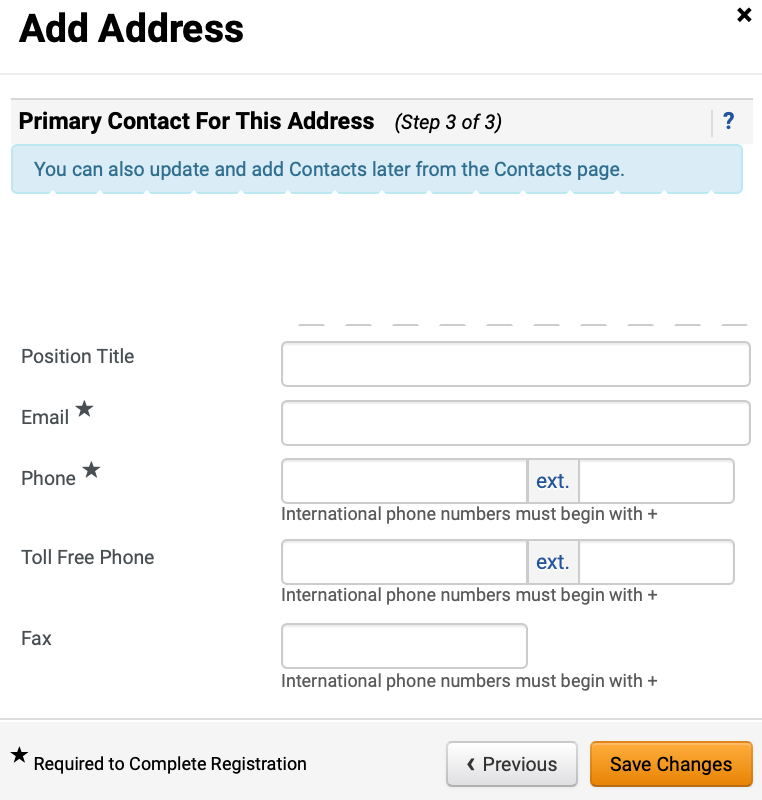 Add Address
×
Primary Contact For This Address (Step 3 of 3) ?
You can also update and add Contacts later from the Contacts page.
Position Title
Email ★
Phone ★ ext.
International phone numbers must begin with +
Toll Free Phone ext.
International phone numbers must begin with +
Fax
International phone numbers must begin with +
★ Required to Complete Registration
‹ Previous Save Changes